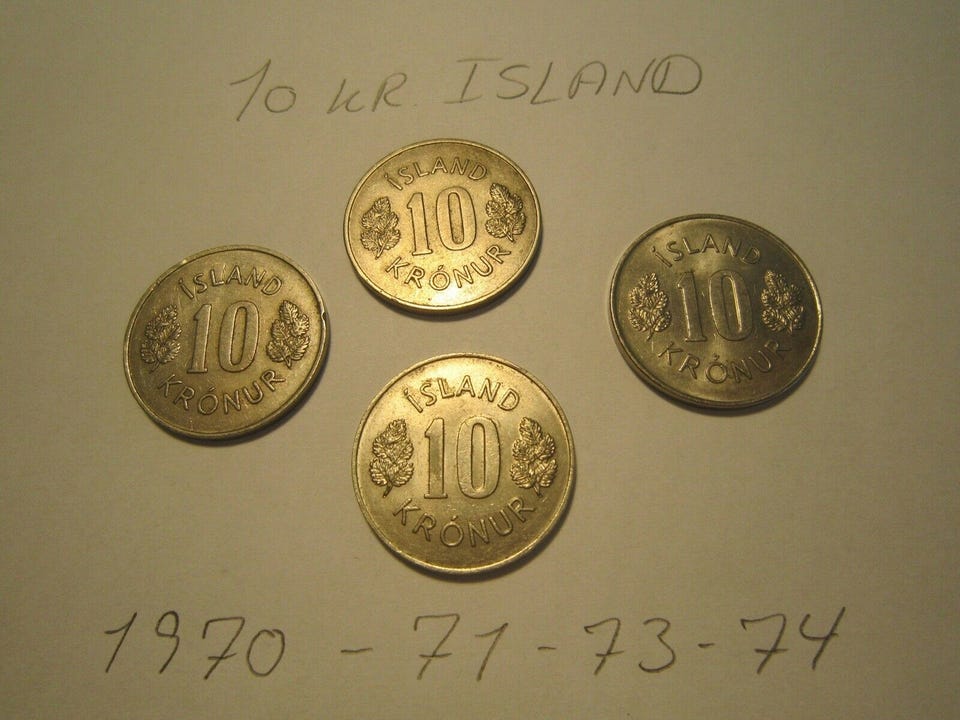 10 KR. ISLAND
ÍSLAND
10
KRÓNUR
ÍSLAND
10
KRÓNUR
ÍSLAND
10
KRÓNUR
ÍSLAND
10
KRÓNUR
1970 - 71 - 73 - 74